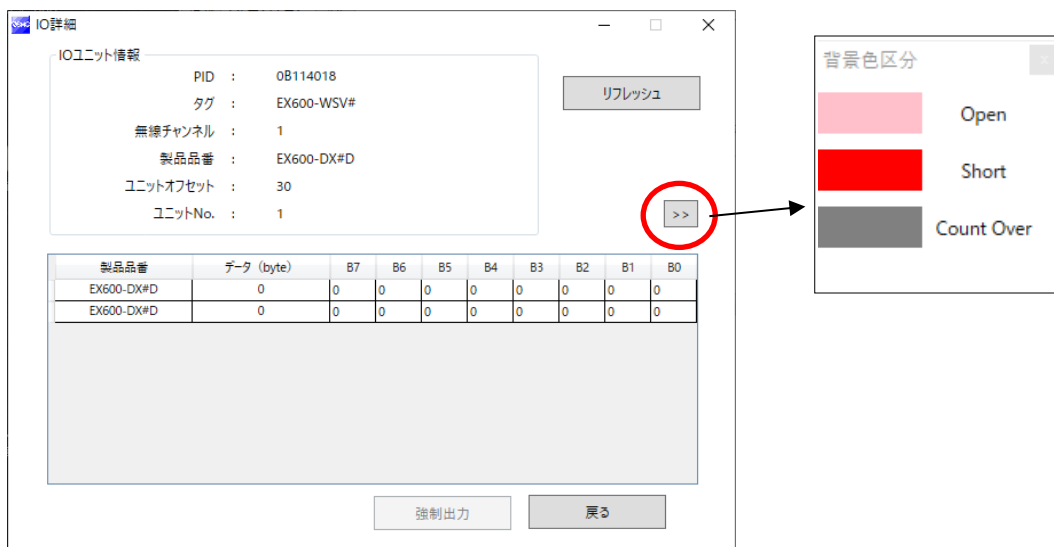 IO詳細
IOユニット情報
PID : 0B114018
タグ : EX600-WSV#
無線チャンネル : 1
製品品番 : EX600-DX#D
ユニットオフセット : 30
ユニットNo. : 1
リフレッシュ
>>
製品品番 データ (byte) B7 B6 B5 B4 B3 B2 B1 B0
EX600-DX#D 0 0 0 0 0 0 0 0 0
EX600-DX#D 0 0 0 0 0 0 0 0 0
強制出力 戻る
背景色区分 x
Open
Short
Count Over